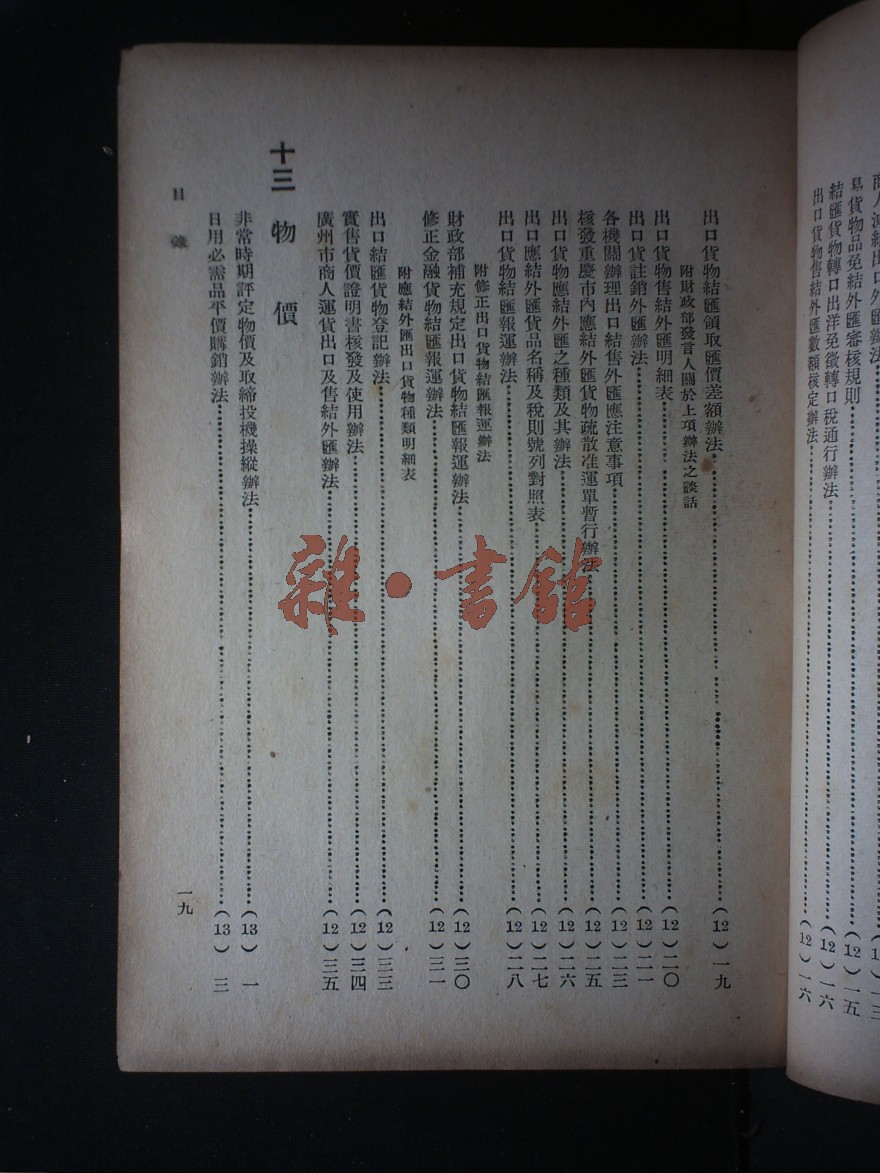 易貨物品免結外匯審核規則……(12)一五
結匯貨物轉口出洋免徵轉口稅通行辦法……(12)一六
出口貨物售結外匯數額核定辦法……(12)一六
出口貨物結匯領取匯價差額辦法……(12)一九
附財政部發言人關於上項辦法之談話
出口貨物售結外匯明細表……(12)二〇
出口貨註銷外匯辦法……(12)二一
各機關辦理出口結售外匯應注意事項……(12)二三
核發重慶市內應結外匯貨物疏散准運單暫行辦法……(12)二五
出口貨物應結外匯之種類及其辦法……(12)二六
出口應結外匯貨品名稱及稅則號列對照表……(12)二七
出口貨物結匯報運辦法……(12)二八
附修正出口貨物結匯報運辦法
財政部補充規定出口貨物結匯報運辦法……(12)三〇
修正金融貨物結匯報運辦法……(12)三一
附應結外匯出口貨物種類明細表
出口結匯貨物登記辦法……(12)三三
實售貨價證明書核發及使用辦法……(12)三四
廣州市商人運貨出口及售結外匯辦法……(12)三五
十三 物價
非常時期評定物價及取締投機操縱辦法……(13)一
日用必需品平價購銷辦法……(13)三
目錄
一九
雜·書館